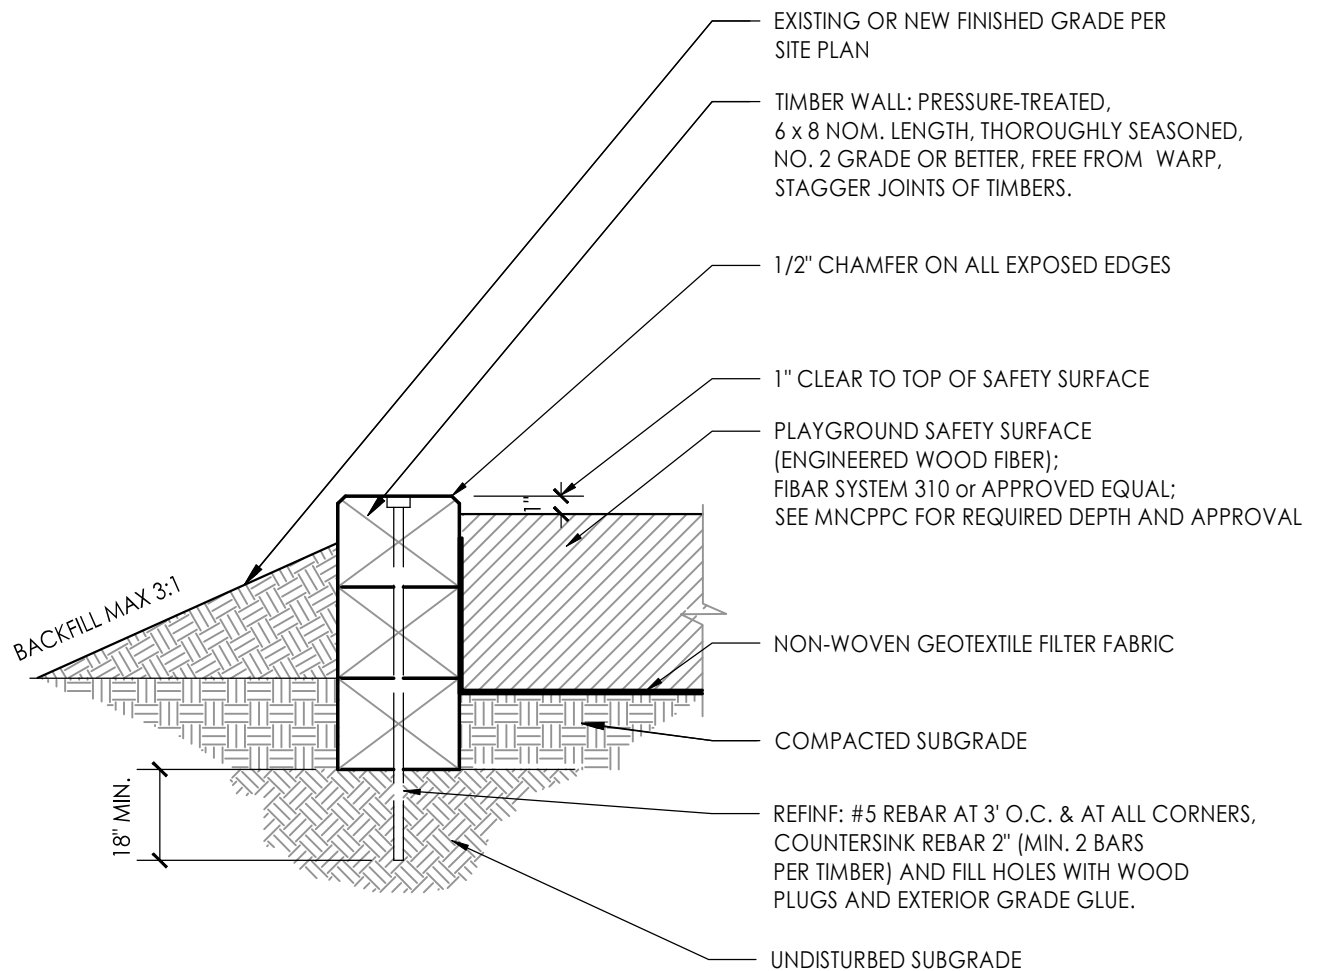 EXISTING OR NEW FINISHED GRADE PER
SITE PLAN
TIMBER WALL: PRESSURE-TREATED,
6 x 8 NOM. LENGTH, THOROUGHLY SEASONED,
NO. 2 GRADE OR BETTER, FREE FROM WARP,
STAGGER JOINTS OF TIMBERS.
1/2" CHAMFER ON ALL EXPOSED EDGES
1" CLEAR TO TOP OF SAFETY SURFACE
PLAYGROUND SAFETY SURFACE
(ENGINEERED WOOD FIBER);
FIBAR SYSTEM 310 or APPROVED EQUAL;
SEE MNCPPC FOR REQUIRED DEPTH AND APPROVAL
1"
BACKFILL MAX 3:1
NON-WOVEN GEOTEXTILE FILTER FABRIC
COMPACTED SUBGRADE
18" MIN.
REFINF: #5 REBAR AT 3' O.C. & AT ALL CORNERS,
COUNTERSINK REBAR 2" (MIN. 2 BARS
PER TIMBER) AND FILL HOLES WITH WOOD
PLUGS AND EXTERIOR GRADE GLUE.
UNDISTURBED SUBGRADE